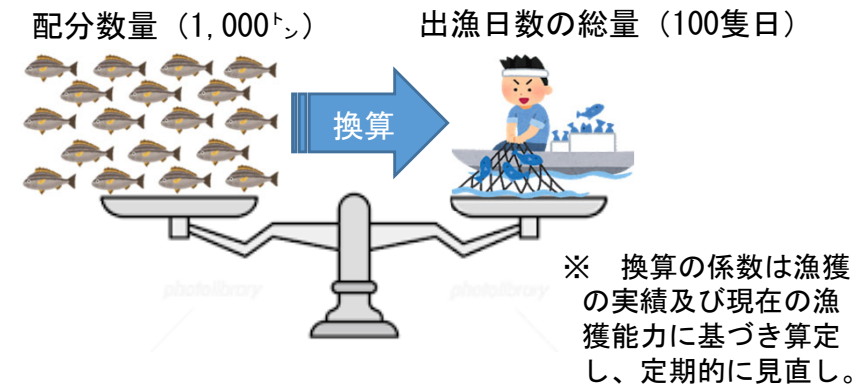 配分数量（1,000㌧）
出漁日数の総量（100隻日）
換算
※　換算の係数は漁獲
の実績及び現在の漁
獲能力に基づき算定
し、定期的に見直し。
photolibrary
photolibrary